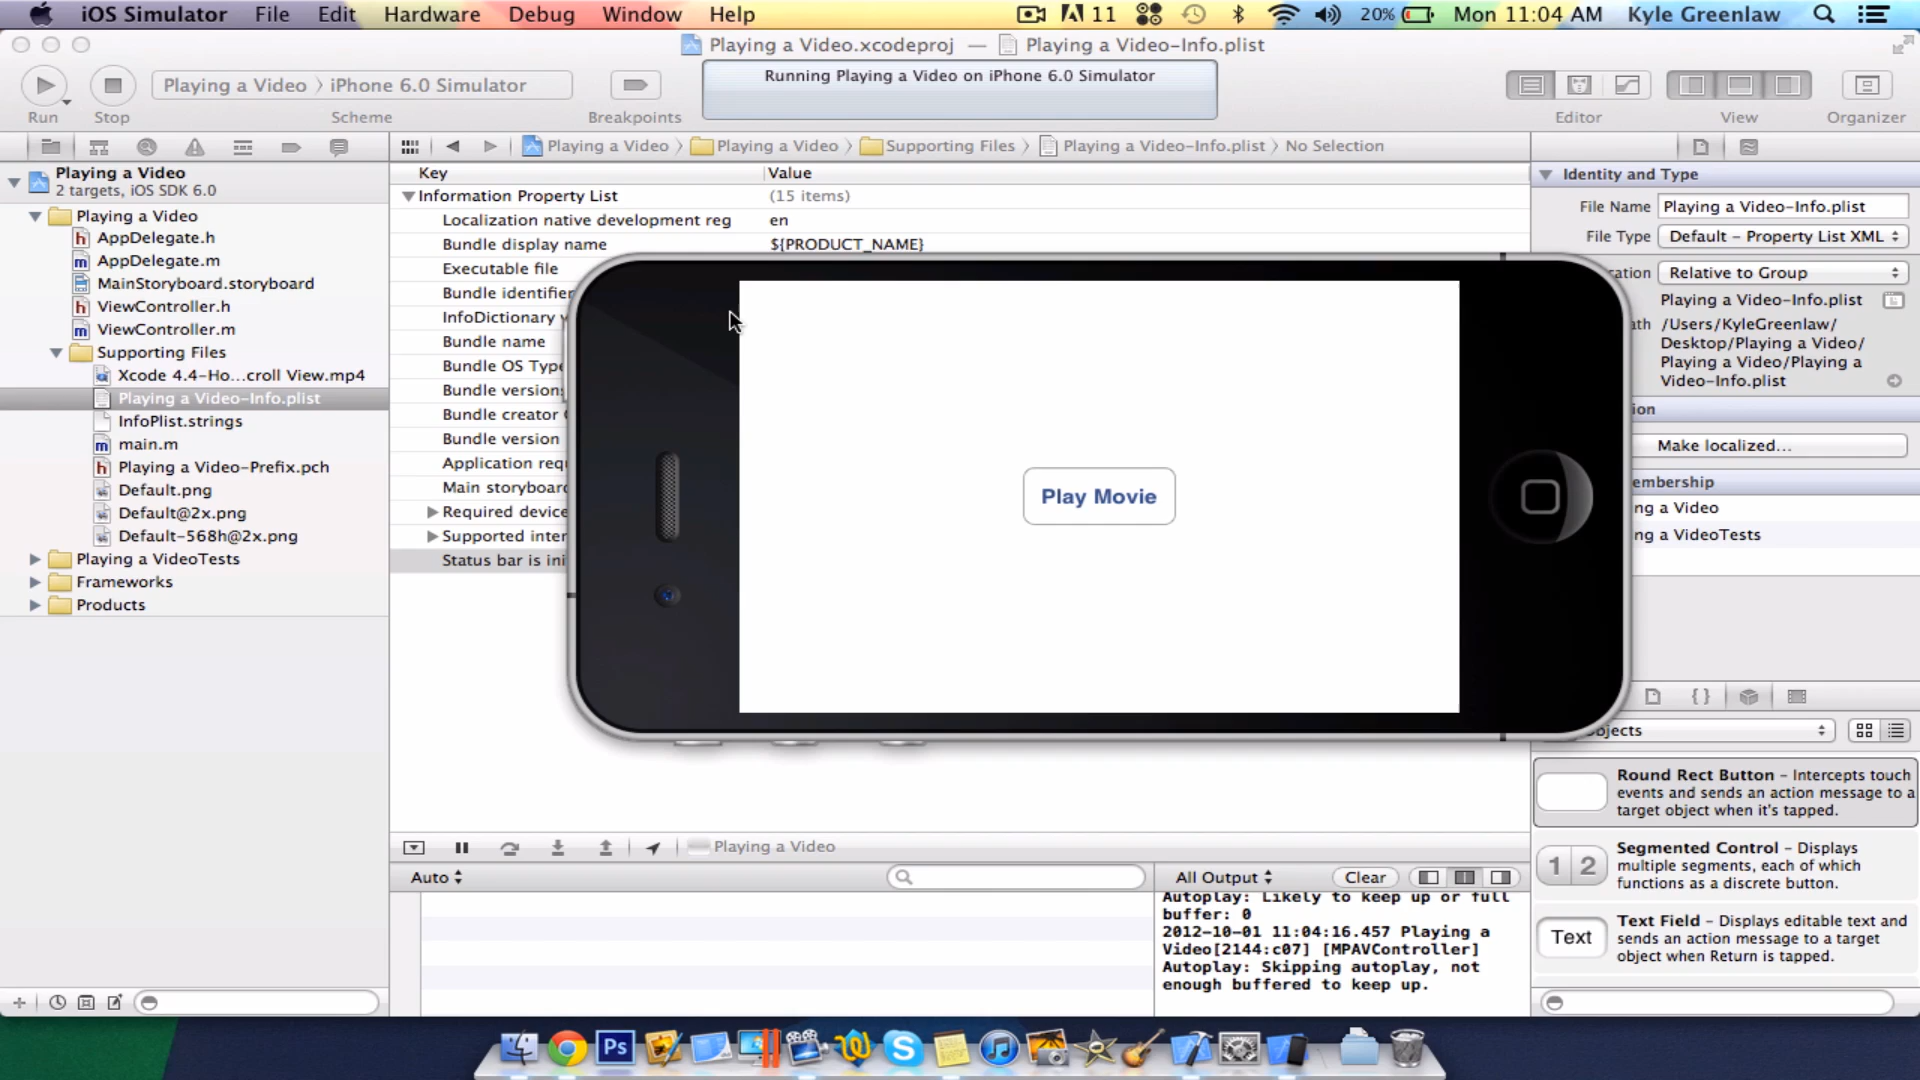 iOS Simulator File Edit Hardware Debug Window Help 11 20% Mon 11:04 AM Kyle Greenlaw
Playing a Video.xcodeproj — Playing a Video-Info.plist
Playing a Video 〉 iPhone 6.0 Simulator
Running Playing a Video on iPhone 6.0 Simulator
Run Stop Scheme Breakpoints Editor View Organizer
Playing a Video 〉 Playing a Video 〉 Supporting Files 〉 Playing a Video-Info.plist 〉 No Selection
Playing a Video
2 targets, iOS SDK 6.0
Playing a Video
AppDelegate.h
AppDelegate.m
MainStoryboard.storyboard
ViewController.h
ViewController.m
Supporting Files
Xcode 4.4-Ho...croll View.mp4
Playing a Video-Info.plist
InfoPlist.strings
main.m
Playing a Video-Prefix.pch
Default.png
Default@2x.png
Default-568h@2x.png
Playing a VideoTests
Frameworks
Products
Key Value
Information Property List (15 items)
Localization native development reg en
Bundle display name ${PRODUCT_NAME}
Executable file
Bundle identifier
InfoDictionary
Bundle name
Bundle OS Type
Bundle versions
Bundle creator
Bundle version
Application requ
Main storyboard
Required device
Supported inter
Status bar is ini
Play Movie
Identity and Type
File Name Playing a Video-Info.plist
File Type Default - Property List XML
cation Relative to Group
Playing a Video-Info.plist
ath /Users/KyleGreenlaw/
Desktop/Playing a Video/
Playing a Video/Playing a
Video-Info.plist
ion
Make localized...
embership
ng a Video
ng a VideoTests
bjects
Round Rect Button - Intercepts touch
events and sends an action message to a
target object when it's tapped.
1 2
Segmented Control - Displays
multiple segments, each of which
functions as a discrete button.
Text
Text Field - Displays editable text and
sends an action message to a target
object when Return is tapped.
Playing a Video
Auto
All Output Clear
Autoplay: Likely to keep up or full
buffer: 0
2012-10-01 11:04:16.457 Playing a
Video[2144:c07] [MPAVController]
Autoplay: Skipping autoplay, not
enough buffered to keep up.
Ps